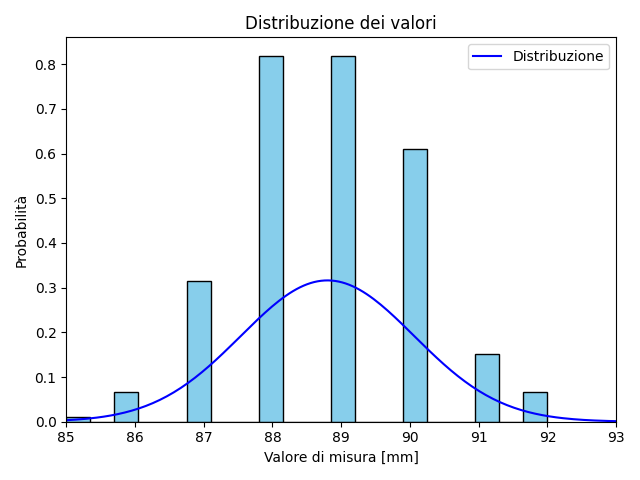 Distribuzione dei valori
Distribuzione
Probabilità
0.8
0.7
0.6
0.5
0.4
0.3
0.2
0.1
0.0
85 86 87 88 89 90 91 92 93
Valore di misura [mm]